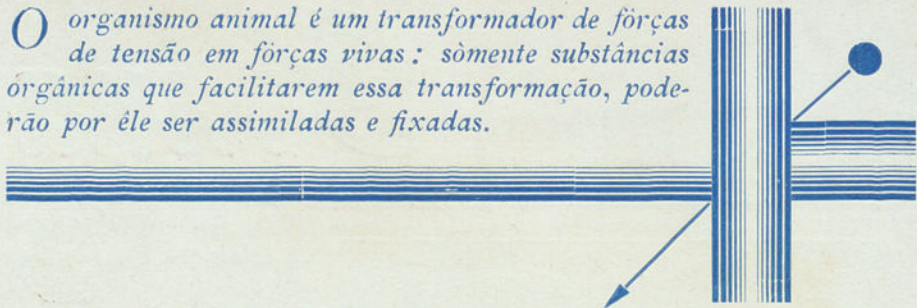 O organismo animal é um transformador de fôrças
de tensão em fôrças vivas: sòmente substâncias
orgânicas que facilitarem essa transformação, pode-
rão por êle ser assimiladas e fixadas.